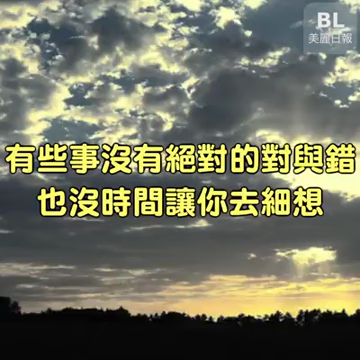 BL
美麗日報
有些事沒有絕對的對與錯
也沒時間讓你去細想